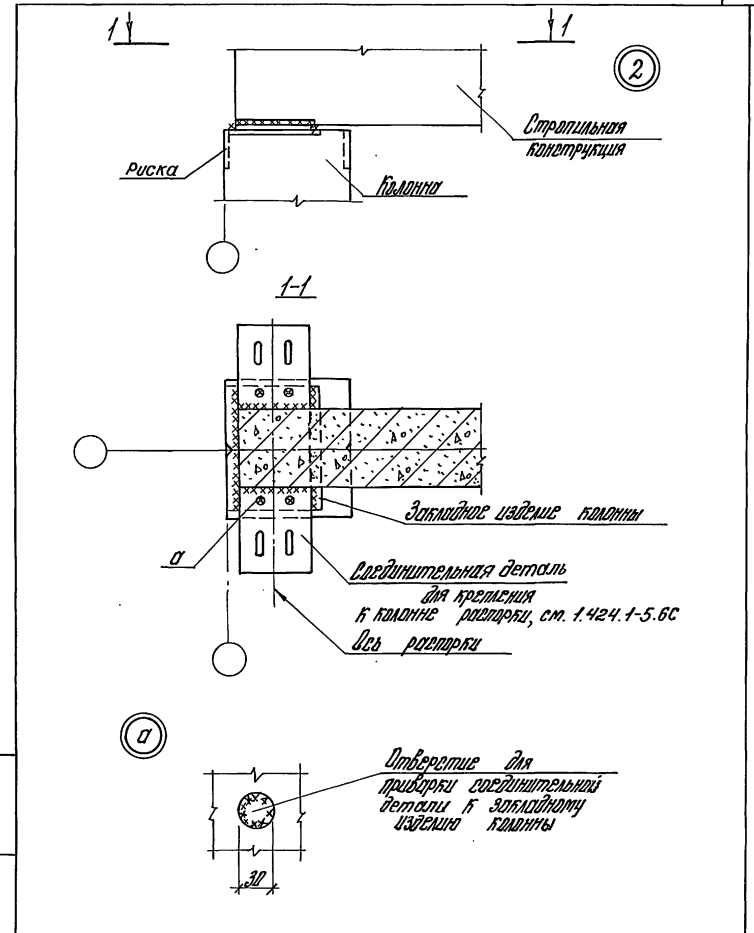 1 1
2
Стропильная
конструкция
Риска
Колонна
1-1
Закладное изделие колонны
а
Соединительная деталь
для крепления
к колонне распорки, см. 1.424.1-5.6С
Ось распорки
а
Отверстие для
приварки соединительной
детали к закладному
изделию колонны
30